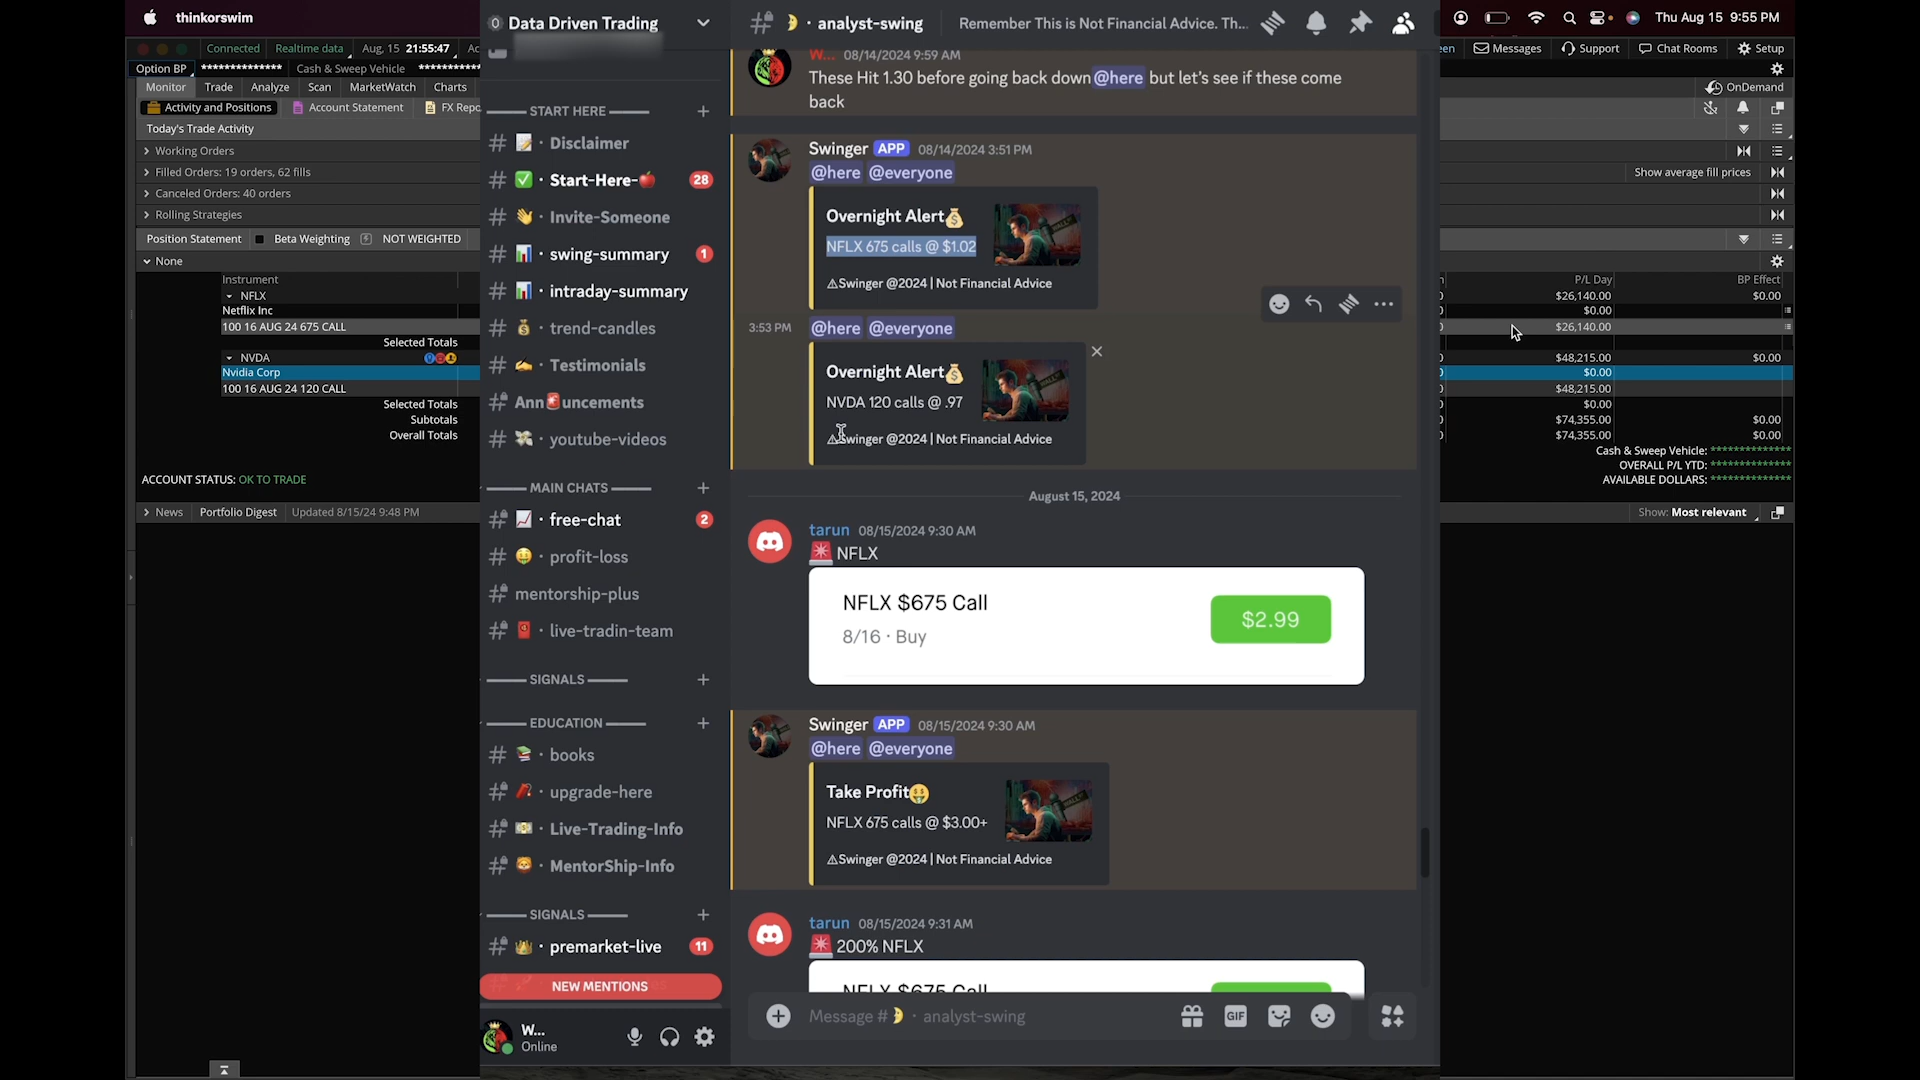 thinkorswim
Connected
Realtime data
Aug, 15 21:55:47
Option BP
*************
Cash & Sweep Vehicle
Monitor
Trade
Analyze
Scan
MarketWatch
Charts
Activity and Positions
Account Statement
Today's Trade Activity
Working Orders
Filled Orders: 19 orders, 62 fills
Canceled Orders: 40 orders
Rolling Strategies
Position Statement
Beta Weighting
NOT WEIGHTED
None
Instrument
NFLX
Netflix Inc
100 16 AUG 24 675 CALL
Selected Totals
NVDA
Nvidia Corp
100 16 AUG 24 120 CALL
Selected Totals
Subtotals
Overall Totals
ACCOUNT STATUS: OK TO TRADE
News
Portfolio Digest
Updated 8/15/24 9:48 PM
0 Data Driven Trading
START HERE
# 📝 · Disclaimer
# ✅ · Start-Here-🍎 28
# 👋 · Invite-Someone
# 📊 · swing-summary 1
# 📊 · intraday-summary
# 💰 · trend-candles
# ✍️ · Testimonials
# Ann🚨uncements
# 💸 · youtube-videos
MAIN CHATS
# 📈 · free-chat 2
# 🤑 · profit-loss
# mentorship-plus
# 🧧 · live-tradin-team
SIGNALS
EDUCATION
# 📚 · books
# 🧨 · upgrade-here
# 💵 · Live-Trading-Info
# 🦁 · MentorShip-Info
SIGNALS
# 👑 · premarket-live 11
NEW MENTIONS
W...
Online
# 🌛 · analyst-swing
Remember This is Not Financial Advice. Th...
W... 08/14/2024 9:59 AM
These Hit 1.30 before going back down @here but let's see if these come
back
Swinger APP 08/14/2024 3:51 PM
@here @everyone
Overnight Alert💰
NFLX 675 calls @ $1.02
⚠Swinger @2024 | Not Financial Advice
3:53 PM @here @everyone
Overnight Alert💰
NVDA 120 calls @ .97
⚠Swinger @2024 | Not Financial Advice
August 15, 2024
tarun 08/15/2024 9:30 AM
🚨 NFLX
NFLX $675 Call
8/16 · Buy
$2.99
Swinger APP 08/15/2024 9:30 AM
@here @everyone
Take Profit🤑
NFLX 675 calls @ $3.00+
⚠Swinger @2024 | Not Financial Advice
tarun 08/15/2024 9:31 AM
🚨 200% NFLX
NFLX $675 Call
Message #🌛 · analyst-swing
GIF
Thu Aug 15 9:55 PM
Messages
Support
Chat Rooms
Setup
OnDemand
Show average fill prices
P/L Day
BP Effect
$26,140.00 $0.00
$0.00
$26,140.00
$48,215.00 $0.00
$0.00
$48,215.00
$0.00
$74,355.00 $0.00
$74,355.00 $0.00
Cash & Sweep Vehicle: **************
OVERALL P/L YTD: **************
AVAILABLE DOLLARS: **************
Show: Most relevant